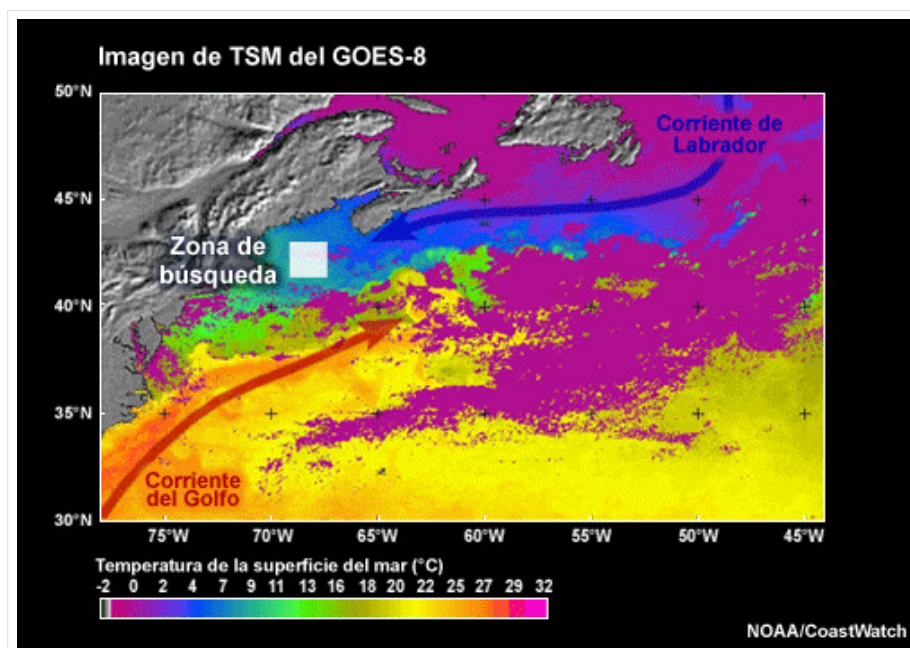 Imagen de TSM del GOES-8
50°N
Corriente de
Labrador
45°N
Zona de
búsqueda
40°N
35°N
Corriente
del Golfo
30°N
75°W 70°W 65°W 60°W 55°W 50°W 45°W
Temperatura de la superficie del mar (°C)
-2 0 2 4 7 9 11 13 16 18 20 22 25 27 29 32
NOAA/CoastWatch